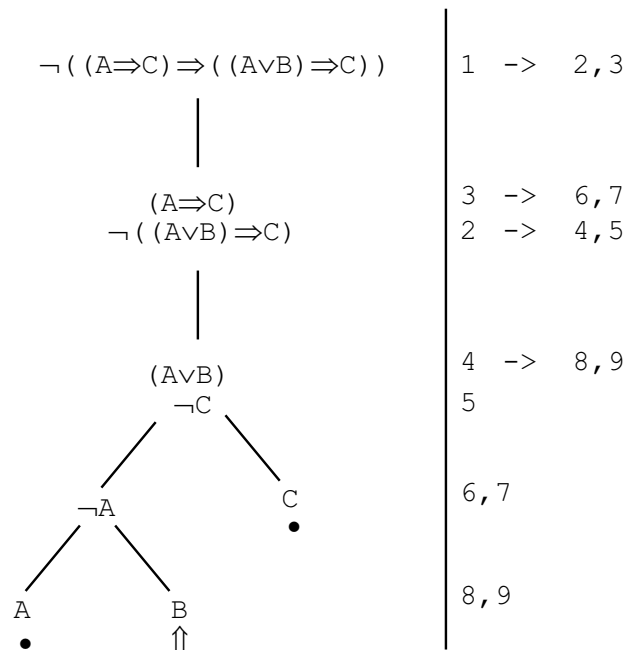 ¬((A⇒C)⇒((A∨B)⇒C)) 1 -> 2,3
(A⇒C) 3 -> 6,7
¬((A∨B)⇒C) 2 -> 4,5
(A∨B) 4 -> 8,9
¬C 5
¬A C 6,7
•
A B 8,9
• ⇑